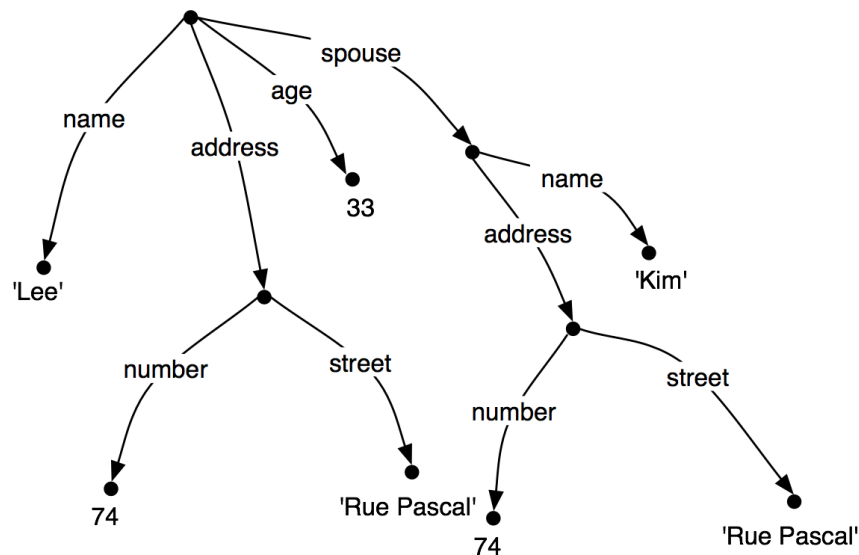 spouse
age
name
address
name
33
address
'Kim'
'Lee'
number
street
street
number
74
'Rue Pascal'
74
'Rue Pascal'